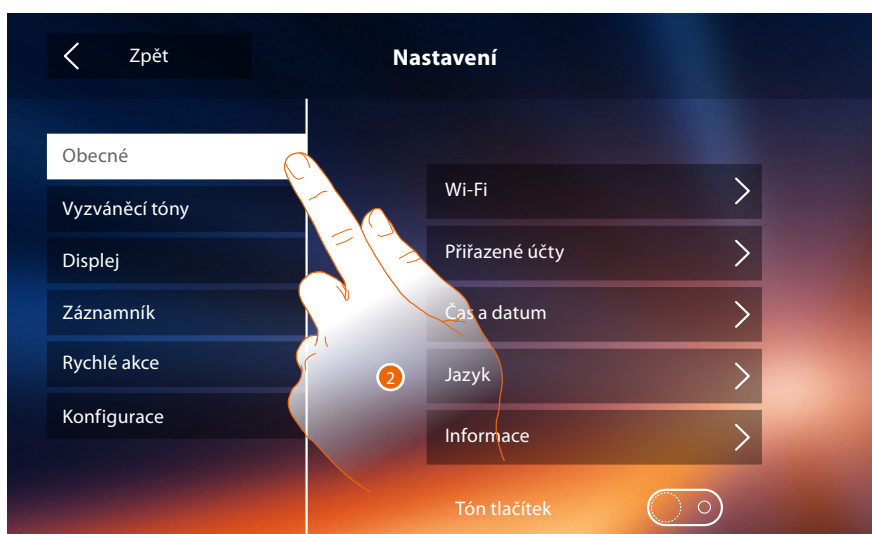 Zpět
Nastavení
Obecné
Vyzváněcí tóny
Displej
Záznamník
Rychlé akce
Konfigurace
Wi-Fi
Přiřazené účty
Čas a datum
2
Jazyk
Informace
Tón tlačítek